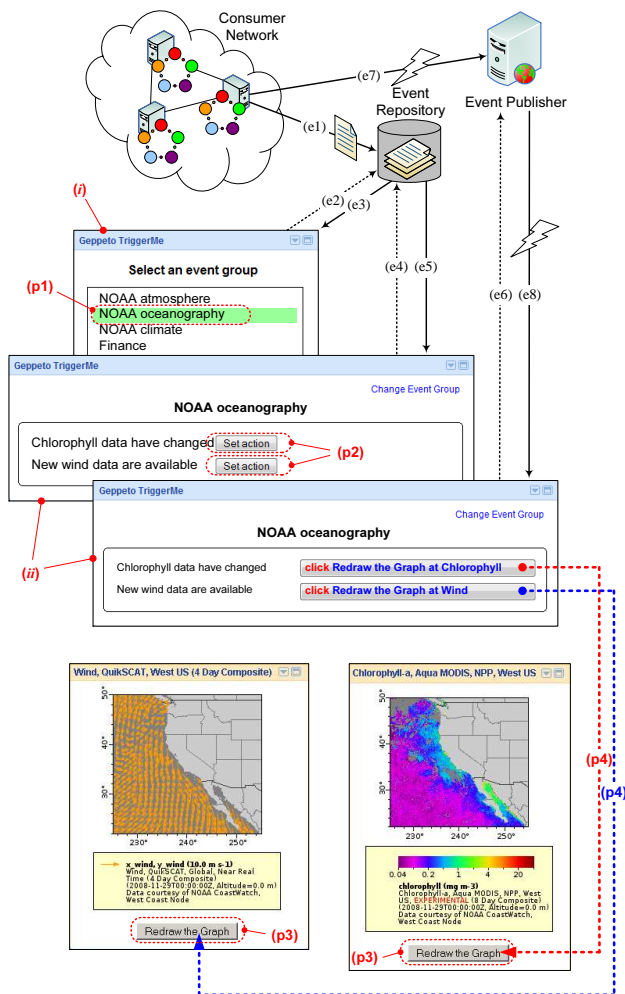 Consumer
Network
(e7)
Event
Repository
Event Publisher
(e1)
(i)
(e2)
(e3)
(e4)
(e5)
(e6)
(e8)
Geppeto TriggerMe
Select an event group
(p1)
NOAA atmosphere
NOAA oceanography
NOAA climate
Finance
Geppeto TriggerMe
Change Event Group
NOAA oceanography
Chlorophyll data have changed
Set action
(p2)
New wind data are available
Set action
Geppeto TriggerMe
Change Event Group
(ii)
NOAA oceanography
Chlorophyll data have changed
click Redraw the Graph at Chlorophyll
New wind data are available
click Redraw the Graph at Wind
Wind, QuikSCAT, West US (4 Day Composite)
50°
40°
30°
230°
240°
250°
x_wind, y_wind (10.0 m s-1)
Wind, QuikSCAT, Global, Near Real
Time (4 Day Composite)
(2008-11-29T00:00:00Z, Altitude=0.0 m)
Data courtesy of NOAA CoastWatch,
West Coast Node
Redraw the Graph
(p3)
Chlorophyll-a, Aqua MODIS, NPP, West US
50°
40°
30°
230°
240°
250°
0.04
0.2
1
4
20
chlorophyll (mg m-3)
Chlorophyll-a, Aqua MODIS, NPP, West
US, EXPERIMENTAL (8 Day Composite)
(2008-11-29T00:00:00Z, Altitude=0.0 m)
Data courtesy of NOAA CoastWatch,
West Coast Node
(p3)
Redraw the Graph
(p4)
(p4)